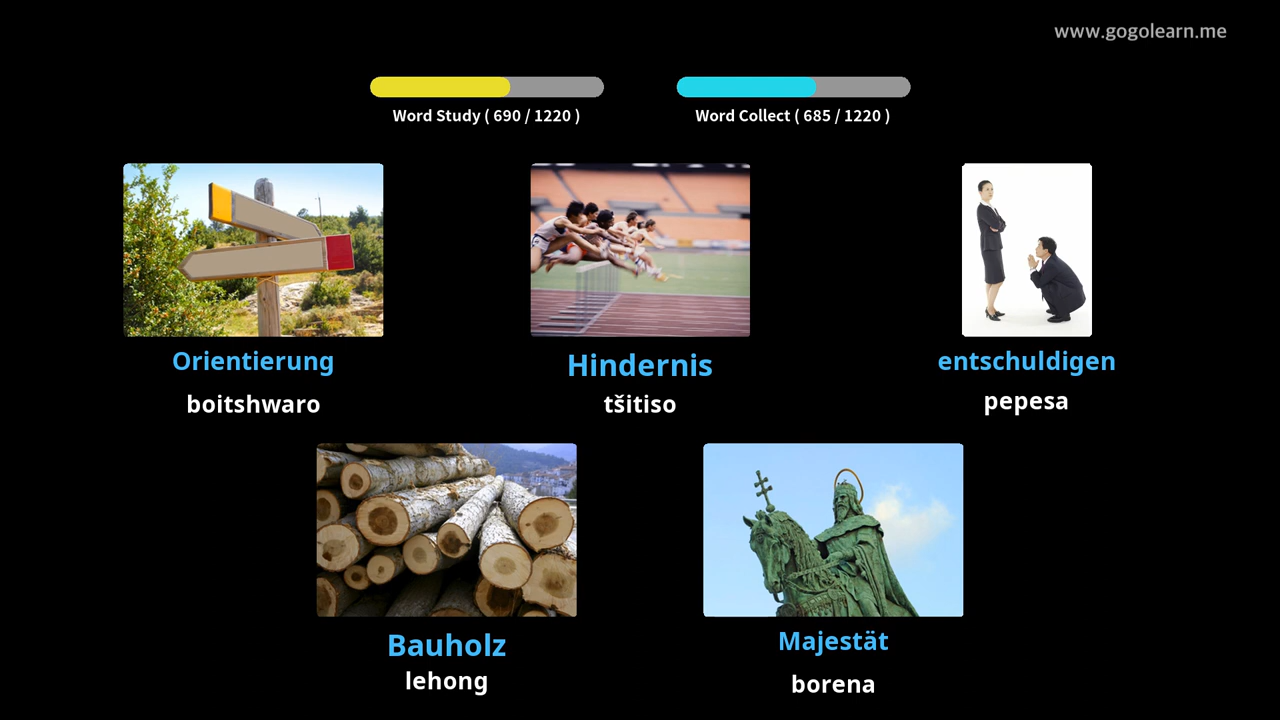 www.gogolearn.me
Word Study ( 690 / 1220 )
Word Collect ( 685 / 1220 )
Orientierung
boitshwaro
Hindernis
tšitiso
entschuldigen
pepesa
Bauholz
lehong
Majestät
borena